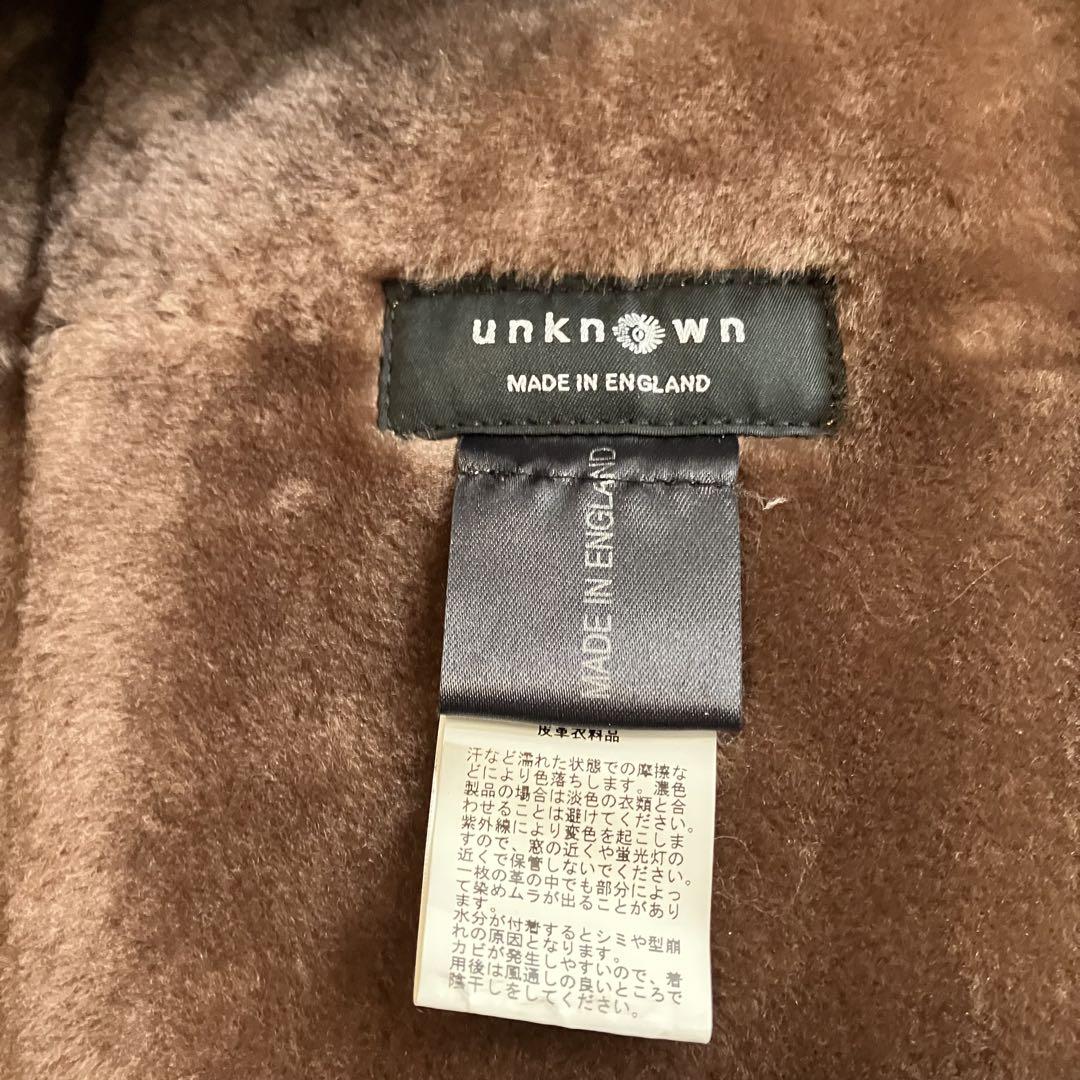 unknown
MADE IN ENGLAND
MADE IN ENGLAND
皮革衣料品
汗など濡れた状態での摩擦な
どにより色落ちします。濃色
製品の場合は淡色の衣類と合
わせることは避けてください。
紫外線により変色を起こしま
すので、窓の近くや蛍光灯の
近くで保管しないでください。
一枚の革の中でも部分によっ
て染めムラが出ることがあり
ます。
水分が付着するとシミや型崩
れの原因となります。
カビが発生しやすいので、着
用後は風通しの良いところで
陰干しをしてください。